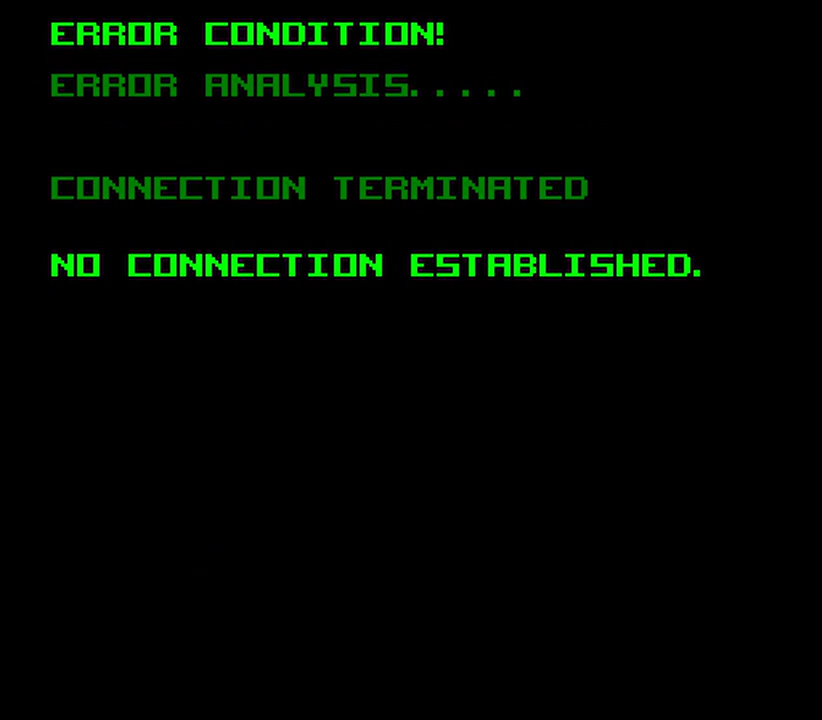 ERROR CONDITION!
ERROR ANALYSIS.....
CONNECTION TERMINATED
NO CONNECTION ESTABLISHED.